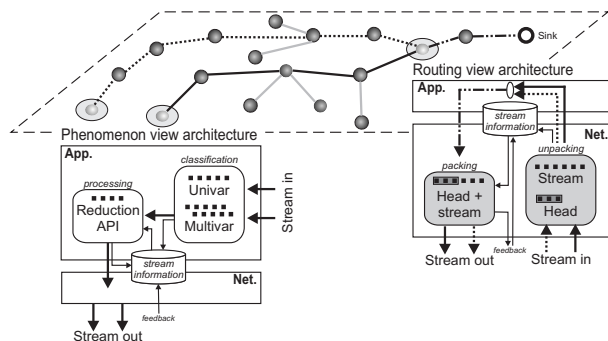 Sink
Routing view architecture
App.
stream
information
Net.
packing
unpacking
Head +
stream
Stream
Head
feedback
Stream out
Stream in
Phenomenon view architecture
App.
classification
processing
Univar
Reduction
API
Multivar
Stream in
stream
information
Net.
feedback
Stream out